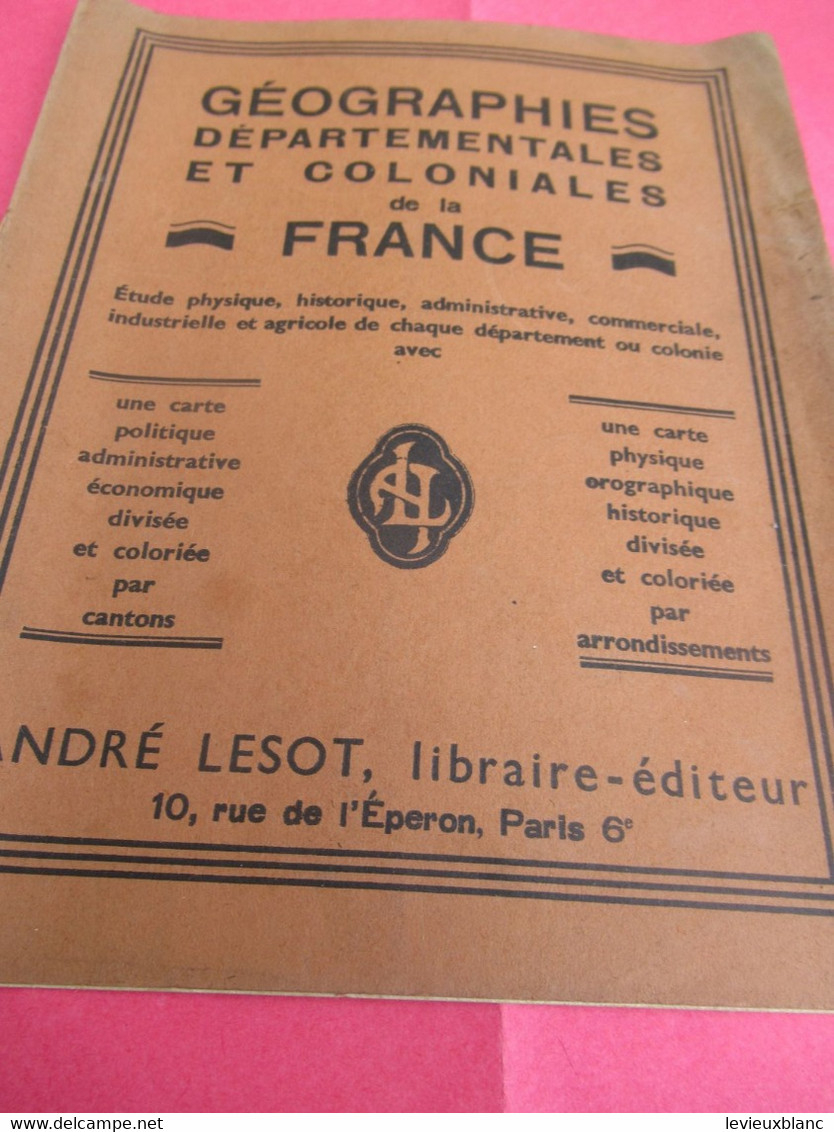 GÉOGRAPHIES
DÉPARTEMENTALES
ET COLONIALES
de la
FRANCE
Étude physique, historique, administrative, commerciale,
industrielle et agricole de chaque département ou colonie
avec
une carte
politique
administrative
économique
divisée
et coloriée
par
cantons
une carte
physique
orographique
historique
divisée
et coloriée
par
arrondissements
ANDRÉ LESOT, libraire-éditeur
10, rue de l'Éperon, Paris 6e
Delcampe.net
levieuxblanc